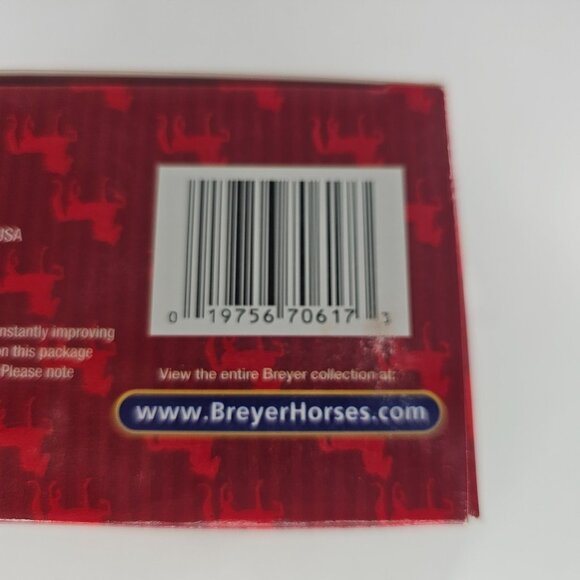 USA
0 19756 70617 3
nstantly improving
on this package
Please note
View the entire Breyer collection at:
www.BreyerHorses.com